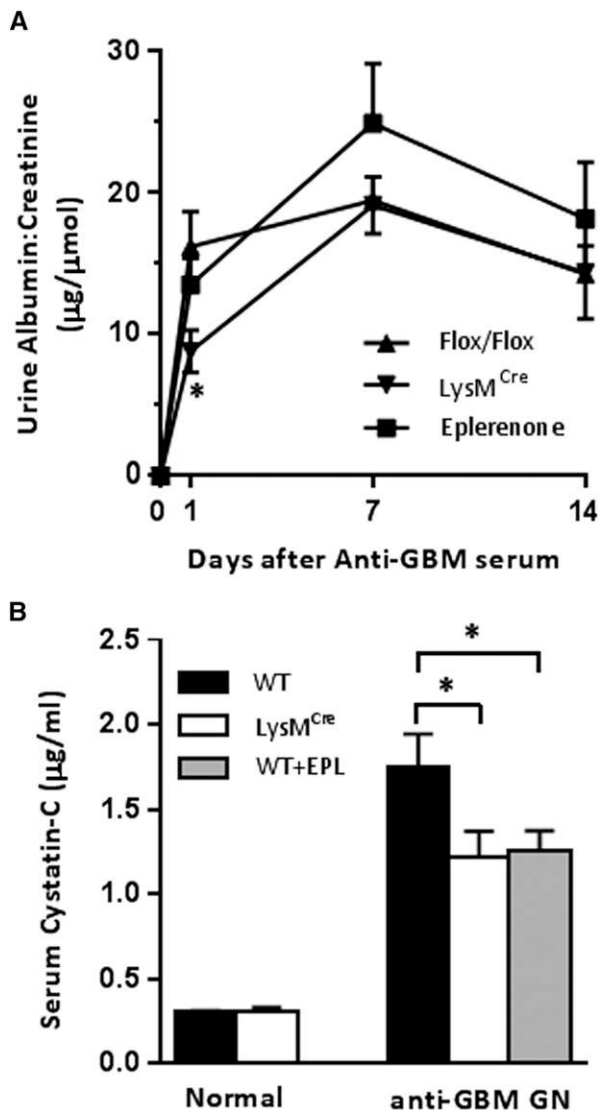 A
Urine Albumin:Creatinine
(µg/µmol)
30
20
10
0
Flox/Flox
LysM^Cre
Eplerenone
*
0 1 7 14
Days after Anti-GBM serum
B
Serum Cystatin-C (µg/ml)
2.5
2.0
1.5
1.0
0.5
0.0
WT
LysM^Cre
WT+EPL
*
*
Normal anti-GBM GN